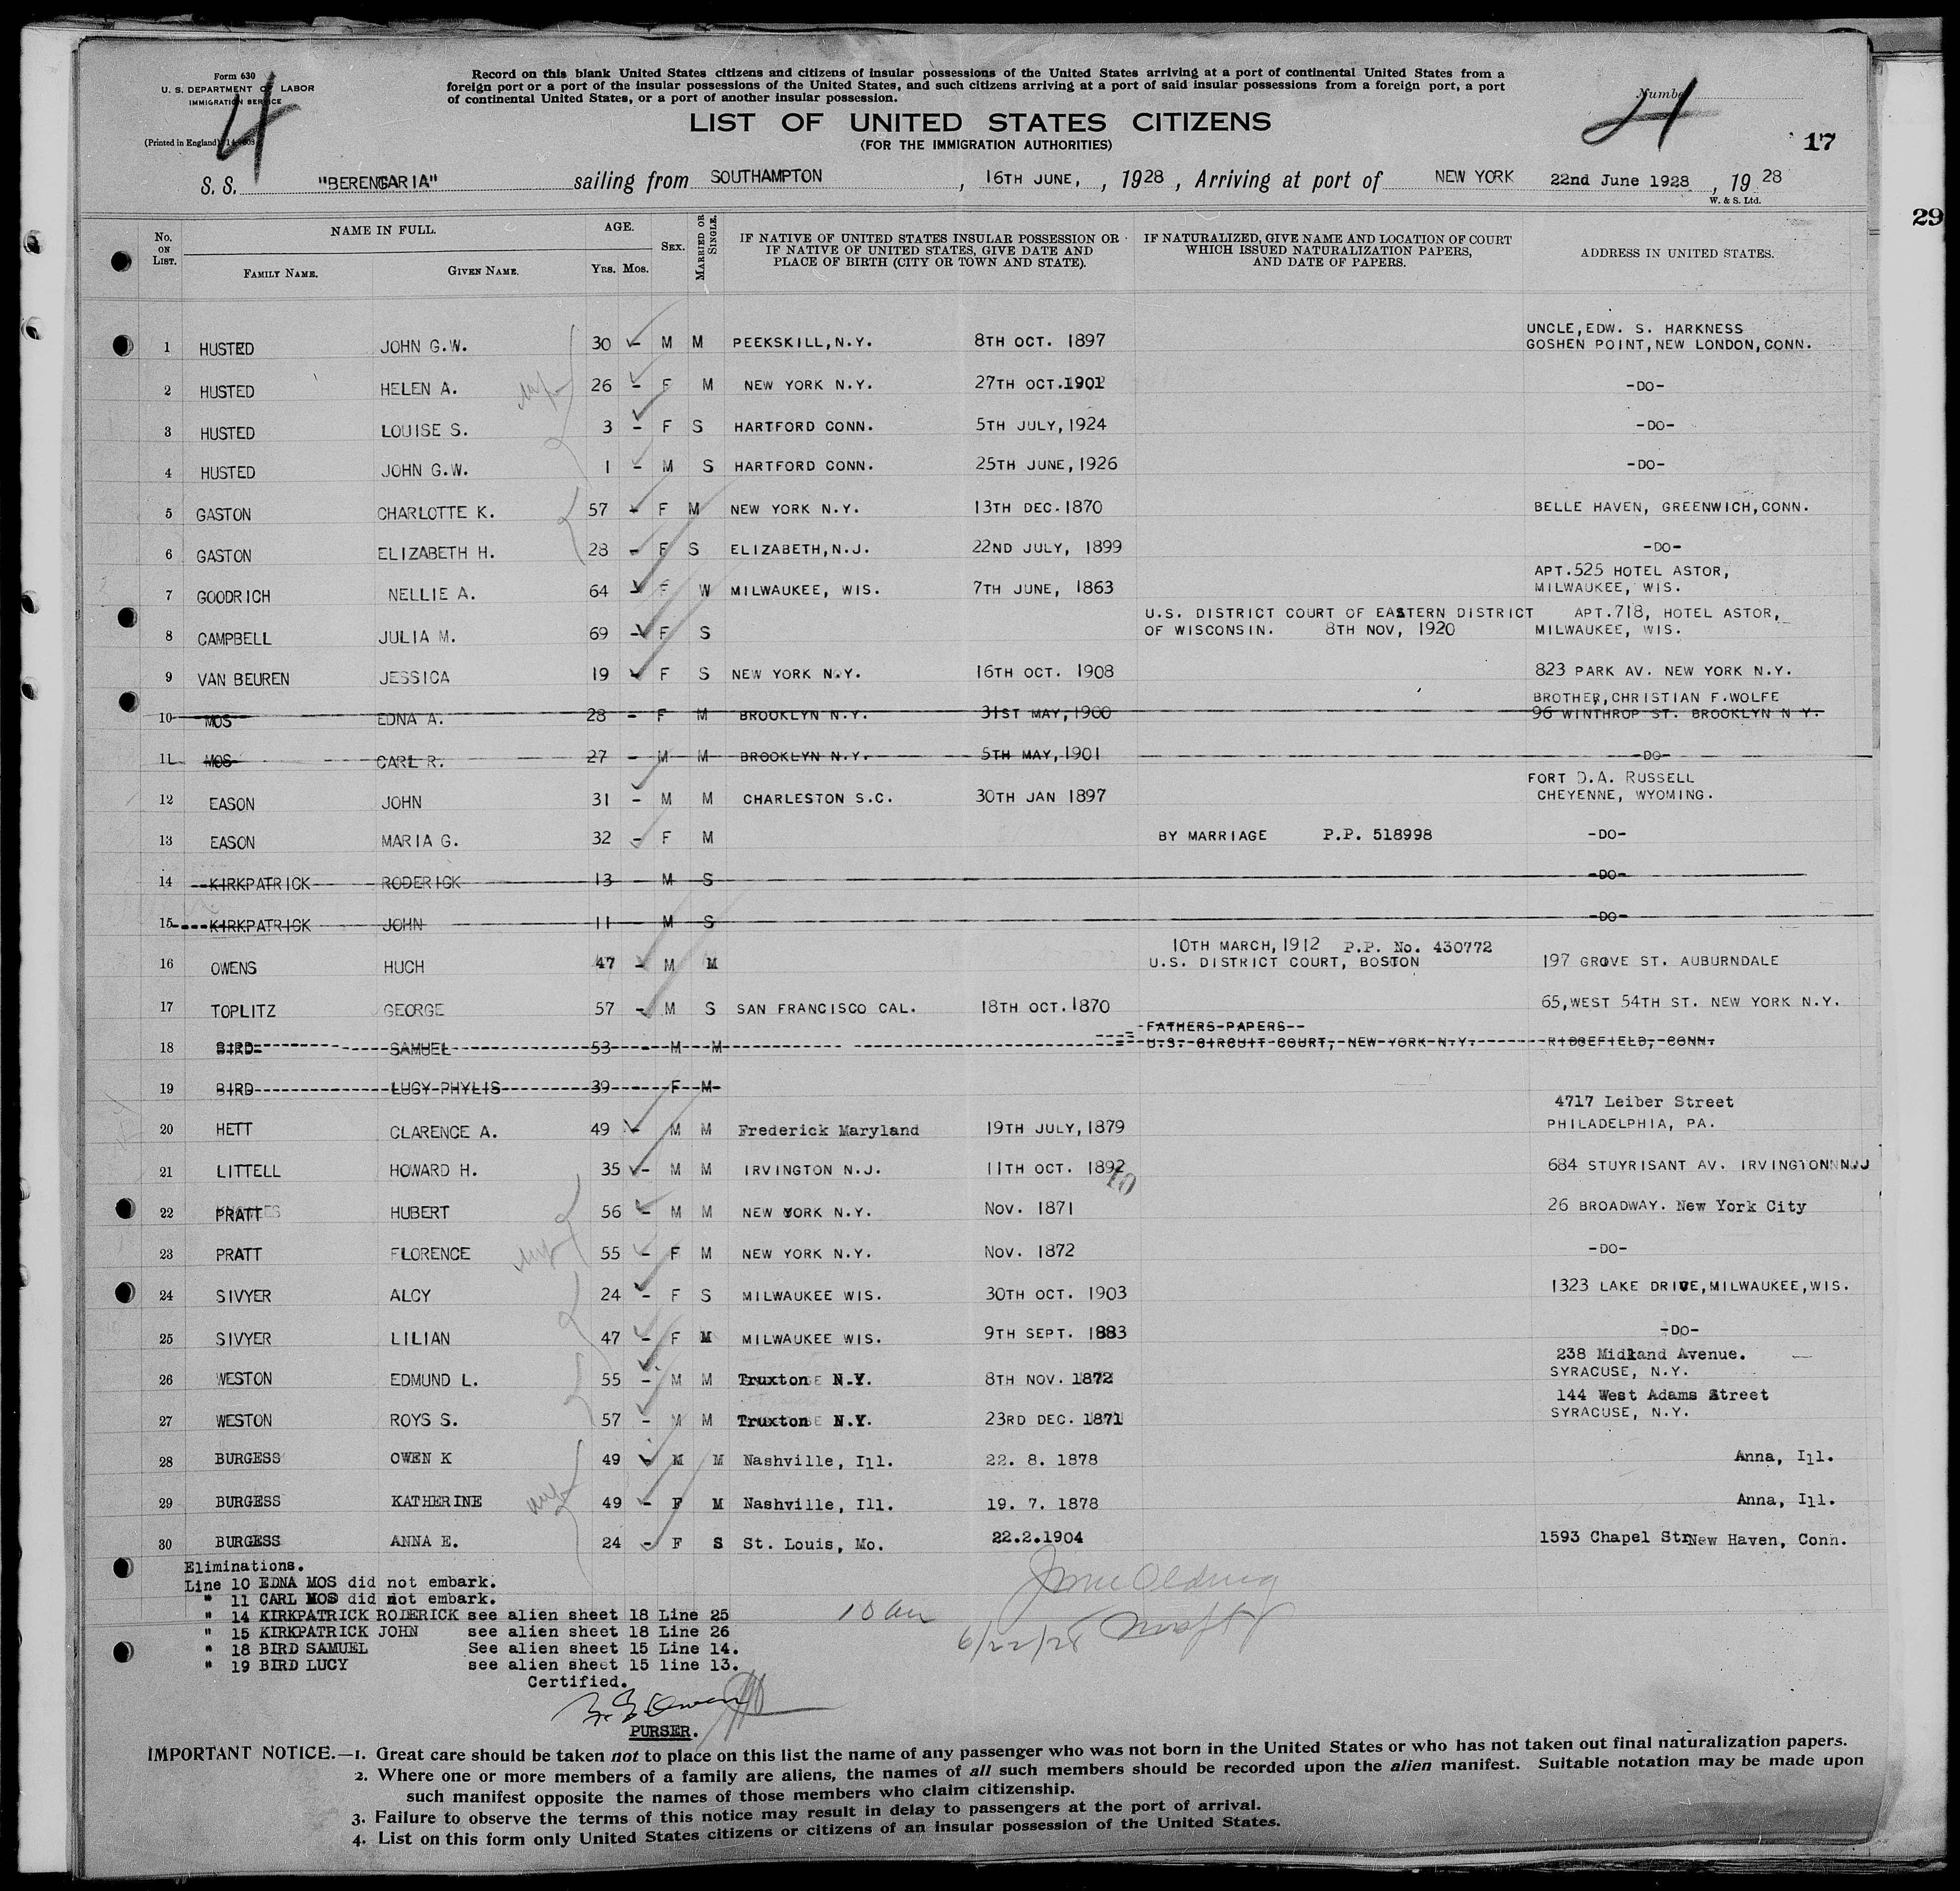 Form 630
U. S. DEPARTMENT OF LABOR
IMMIGRATION SERVICE
(Printed in England)
4
Record on this blank United States citizens and citizens of insular possessions of the United States arriving at a port of continental United States from a
foreign port or a port of the insular possessions of the United States, and such citizens arriving at a port of said insular possessions from a foreign port, a port
of continental United States, or a port of another insular possession.
Number
4
17
29
LIST OF UNITED STATES CITIZENS
(FOR THE IMMIGRATION AUTHORITIES)
S. S. "BERENGARIA" sailing from SOUTHAMPTON, 16TH JUNE, , 1928, Arriving at port of NEW YORK 22nd June 1928, 19 28
W. & S. Ltd.
No. ON LIST. NAME IN FULL. FAMILY NAME. GIVEN NAME. AGE. Yrs. Mos. SEX. MARRIED OR SINGLE. IF NATIVE OF UNITED STATES INSULAR POSSESSION OR IF NATIVE OF UNITED STATES, GIVE DATE AND PLACE OF BIRTH (CITY OR TOWN AND STATE). IF NATURALIZED, GIVE NAME AND LOCATION OF COURT WHICH ISSUED NATURALIZATION PAPERS, AND DATE OF PAPERS. ADDRESS IN UNITED STATES.
1 HUSTED JOHN G.W. 30 - M M PEEKSKILL, N.Y. 8TH OCT. 1897 UNCLE, EDW. S. HARKNESS GOSHEN POINT, NEW LONDON, CONN.
2 HUSTED HELEN A. 26 - F M NEW YORK N.Y. 27TH OCT. 1901 -DO-
3 HUSTED LOUISE S. 3 - F S HARTFORD CONN. 5TH JULY, 1924 -DO-
4 HUSTED JOHN G.W. 1 - M S HARTFORD CONN. 25TH JUNE, 1926 -DO-
5 GASTON CHARLOTTE K. 57 - F M NEW YORK N.Y. 13TH DEC. 1870 BELLE HAVEN, GREENWICH, CONN.
6 GASTON ELIZABETH H. 28 - F S ELIZABETH, N.J. 22ND JULY, 1899 -DO-
7 GOODRICH NELLIE A. 64 F W MILWAUKEE, WIS. 7TH JUNE, 1863 APT. 525 HOTEL ASTOR, MILWAUKEE, WIS.
8 CAMPBELL JULIA M. 69 - F S U.S. DISTRICT COURT OF EASTERN DISTRICT OF WISCONSIN. 8TH NOV, 1920 APT. 718, HOTEL ASTOR, MILWAUKEE, WIS.
9 VAN BEUREN JESSICA 19 F S NEW YORK N.Y. 16TH OCT. 1908 823 PARK AV. NEW YORK N.Y.
10 MOS EDNA A. 28 - F M BROOKLYN N.Y. 31ST MAY, 1900 BROTHER, CHRISTIAN F. WOLFE 96 WINTHROP ST. BROOKLYN N Y.
11 MOS CARL R. 27 - M M BROOKLYN N.Y. 5TH MAY, 1901 -DO-
12 EASON JOHN 31 - M M CHARLESTON S.C. 30TH JAN 1897 FORT D.A. RUSSELL CHEYENNE, WYOMING.
13 EASON MARIA G. 32 - F M BY MARRIAGE P.P. 518998 -DO-
14 KIRKPATRICK RODERICK 13 M S -DO-
15 KIRKPATRICK JOHN 11 M S -DO-
16 OWENS HUCH 47 - M M 10TH MARCH, 1912 P.P. No. 430772 U.S. DISTRICT COURT, BOSTON 197 GROVE ST. AUBURNDALE
17 TOPLITZ GEORGE 57 - M S SAN FRANCISCO CAL. 18TH OCT. 1870 65, WEST 54TH ST. NEW YORK N.Y.
18 BIRD SAMUEL 53 M M FATHERS PAPERS U.S. CIRCUIT COURT, NEW YORK N.Y. RIDGEFIELD, CONN.
19 BIRD LUCY PHYLIS 39 F M
20 HETT CLARENCE A. 49 - M M Frederick Maryland 19TH JULY, 1879 4717 Leiber Street PHILADELPHIA, PA.
21 LITTELL HOWARD H. 35 - M M IRVINGTON N.J. 11TH OCT. 1892 10 684 STUYRISANT AV. IRVINGTON N.J
22 PRATT HUBERT 56 - M M NEW YORK N.Y. Nov. 1871 26 BROADWAY. New York City
23 PRATT FLORENCE 55 - F M NEW YORK N.Y. Nov. 1872 -DO-
24 SIVYER ALCY 24 - F S MILWAUKEE WIS. 30TH OCT. 1903 1323 LAKE DRIVE, MILWAUKEE, WIS.
25 SIVYER LILIAN 47 - F M MILWAUKEE WIS. 9TH SEPT. 1883 -DO-
26 WESTON EDMUND L. 55 - M M Truxton N.Y. 8TH NOV. 1872 238 Midland Avenue. SYRACUSE, N.Y.
27 WESTON ROYS S. 57 - M M Truxton N.Y. 23RD DEC. 1871 144 West Adams Street SYRACUSE, N.Y.
28 BURGESS OWEN K 49 - M M Nashville, Ill. 22. 8. 1878 Anna, Ill.
29 BURGESS KATHERINE 49 - F M Nashville, Ill. 19. 7. 1878 Anna, Ill.
30 BURGESS ANNA E. 24 - F S St. Louis, Mo. 22.2.1904 1593 Chapel Str New Haven, Conn.
Eliminations.
Line 10 EDNA MOS did not embark.
" 11 CARL MOS did not embark.
" 14 KIRKPATRICK RODERICK see alien sheet 18 Line 25
" 15 KIRKPATRICK JOHN see alien sheet 18 Line 26
" 18 BIRD SAMUEL See alien sheet 15 Line 14.
" 19 BIRD LUCY see alien sheet 15 line 13.
6/22/28
Certified.
PURSER.
IMPORTANT NOTICE.—1. Great care should be taken not to place on this list the name of any passenger who was not born in the United States or who has not taken out final naturalization papers.
2. Where one or more members of a family are aliens, the names of all such members should be recorded upon the alien manifest. Suitable notation may be made upon
such manifest opposite the names of those members who claim citizenship.
3. Failure to observe the terms of this notice may result in delay to passengers at the port of arrival.
4. List on this form only United States citizens or citizens of an insular possession of the United States.